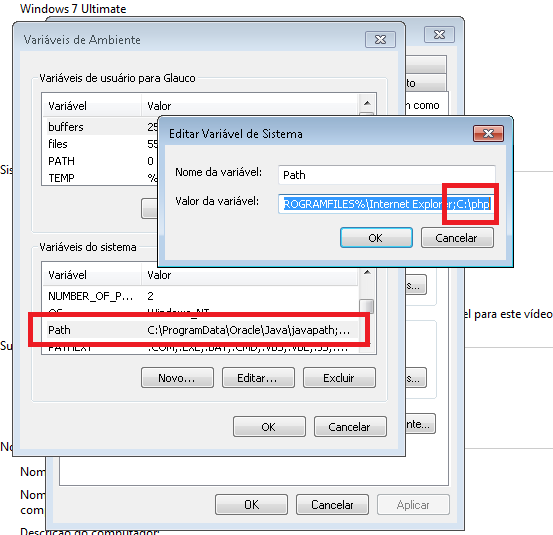 Windows 7 Ultimate
Variáveis de Ambiente
Variáveis de usuário para Glauco
Variável Valor
buffers 25
files 55
PATH 0
TEMP %
Editar Variável de Sistema
Nome da variável: Path
Valor da variável: ROGRAMFILES%\Internet Explorer;C:\php
OK Cancelar
Variáveis do sistema
Variável Valor
NUMBER_OF_P... 2
OS Windows_NT
Path C:\ProgramData\Oracle\Java\javapath;...
PATHEXT .COM;.EXE;.BAT;.CMD;.VBS;.VBE;.JS;....
Novo... Editar... Excluir
OK Cancelar
to
m como
s...
el para este vídeo
s...
nte...
Sis
Su
No
Nom
Nom
com
Descrição do computador:
OK Cancelar Aplicar